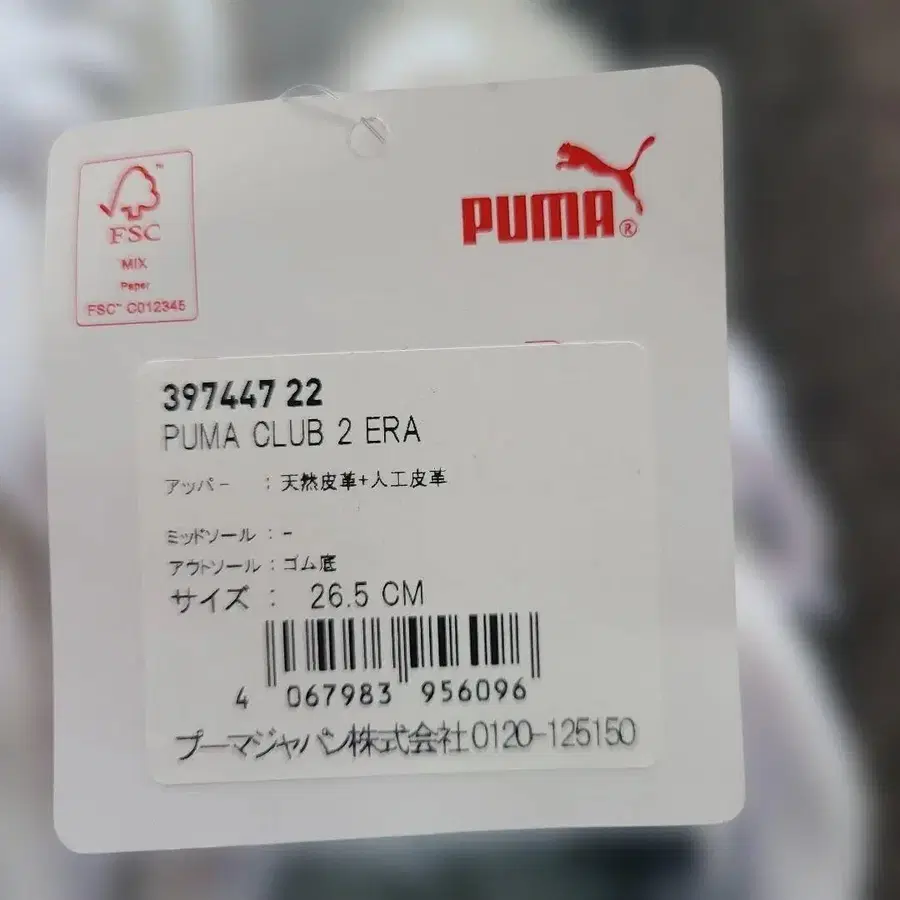 FSC™
MIX
Paper
FSC™ C012345
PUMA®
397447 22
PUMA CLUB 2 ERA
アッパー : 天然皮革+人工皮革
ミッドソール : -
アウトソール : ゴム底
サイズ : 26.5 CM
4 067983 956096
プーマジャパン株式会社0120-125150